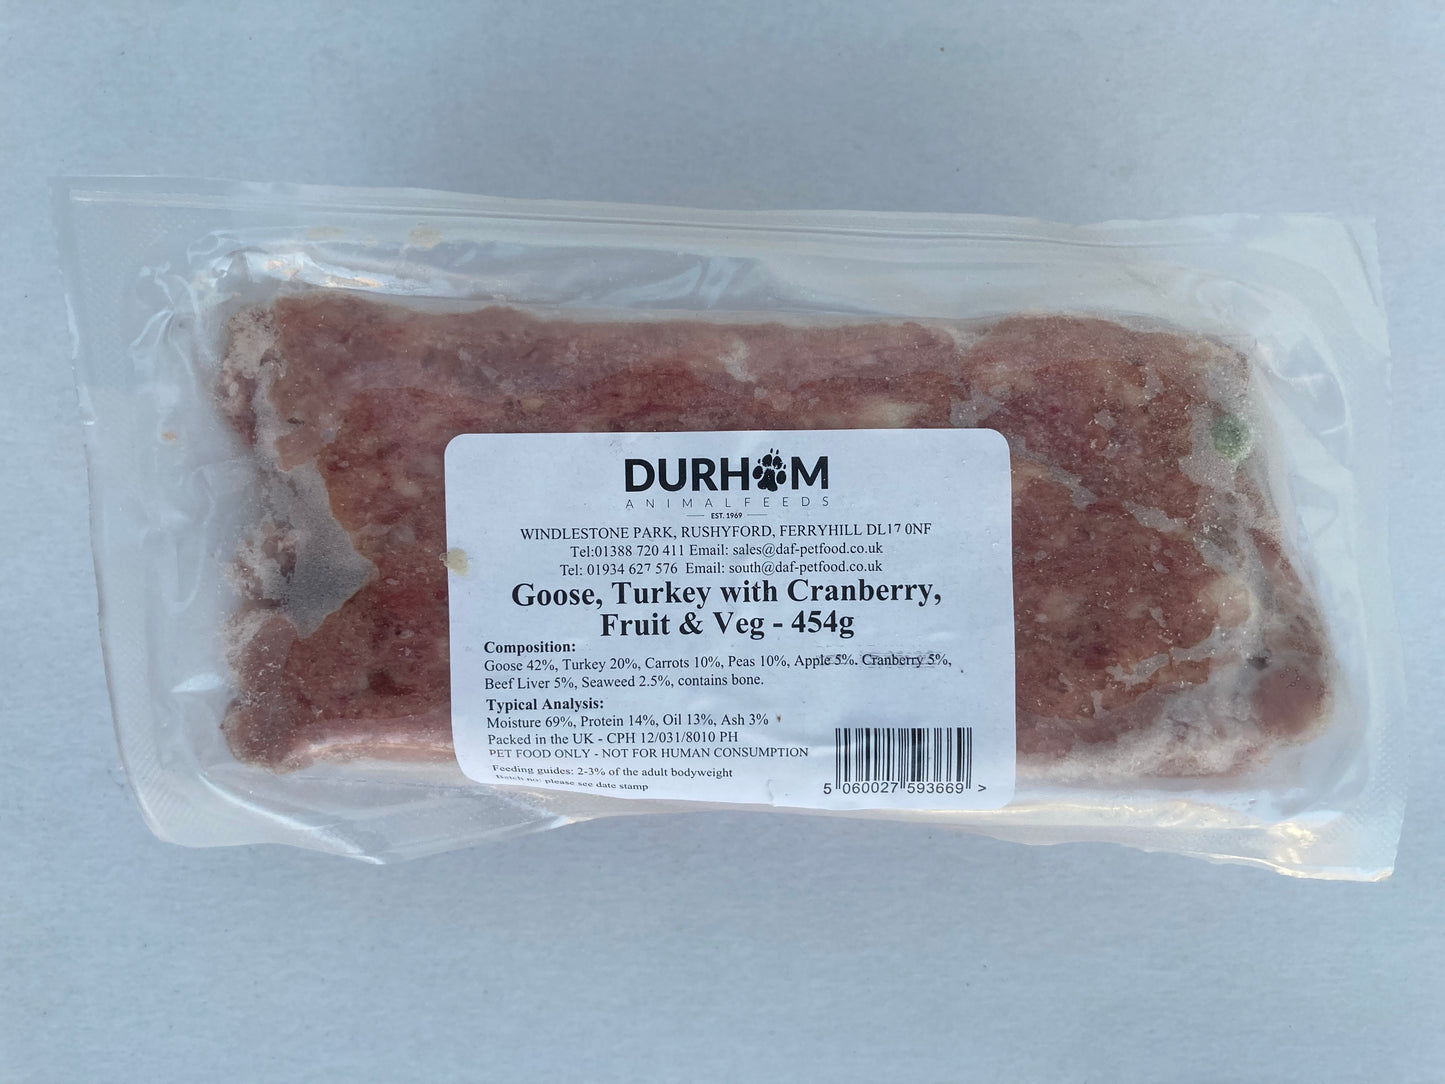 DURHAM
ANIMALFEEDS
EST. 1969
WINDLESTONE PARK, RUSHYFORD, FERRYHILL DL17 0NF
Tel:01388 720 411 Email: sales@daf-petfood.co.uk
Tel: 01934 627 576 Email: south@daf-petfood.co.uk
Goose, Turkey with Cranberry,
Fruit & Veg - 454g
Composition:
Goose 42%, Turkey 20%, Carrots 10%, Peas 10%, Apple 5%. Cranberry 5%,
Beef Liver 5%, Seaweed 2.5%, contains bone.
Typical Analysis:
Moisture 69%, Protein 14%, Oil 13%, Ash 3%
Packed in the UK - CPH 12/031/8010 PH
PET FOOD ONLY - NOT FOR HUMAN CONSUMPTION
Feeding guides: 2-3% of the adult bodyweight
Batch no: please see date stamp
5 060027 593669 >